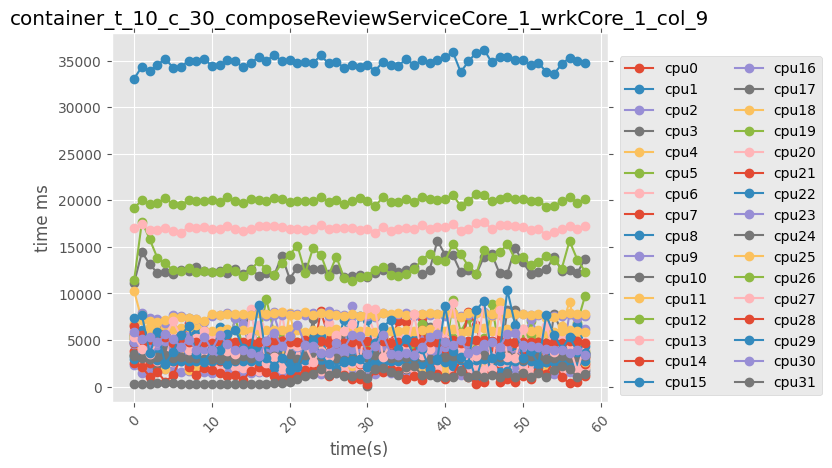 container_t_10_c_30_composeReviewServiceCore_1_wrkCore_1_col_9
time ms
35000
30000
25000
20000
15000
10000
5000
0
0
10
20
30
40
50
60
time(s)
cpu0
cpu1
cpu2
cpu3
cpu4
cpu5
cpu6
cpu7
cpu8
cpu9
cpu10
cpu11
cpu12
cpu13
cpu14
cpu15
cpu16
cpu17
cpu18
cpu19
cpu20
cpu21
cpu22
cpu23
cpu24
cpu25
cpu26
cpu27
cpu28
cpu29
cpu30
cpu31